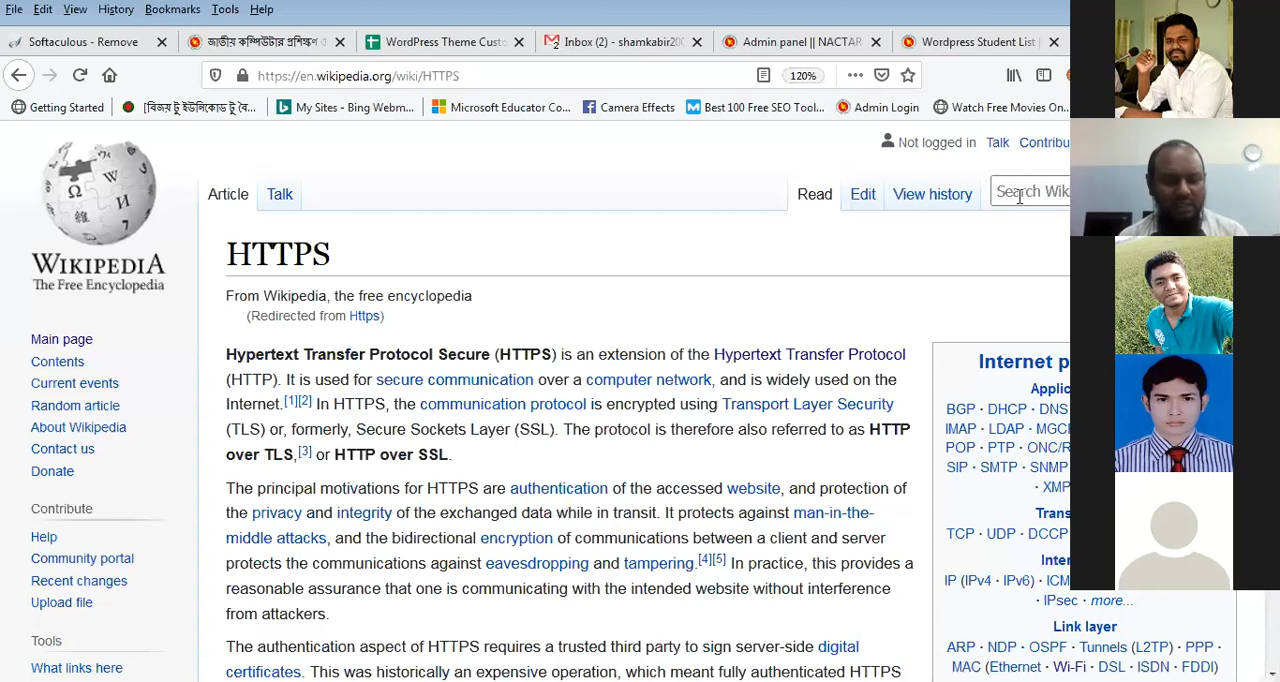 File Edit View History Bookmarks Tools Help
Softaculous - Remove
জাতীয় কম্পিউটার প্রশিক্ষণ ও
WordPress Theme Custo
Inbox (2) - shamkabir200
Admin panel || NACTAR
Wordpress Student List
https://en.wikipedia.org/wiki/HTTPS
120%
Getting Started
[বিজয় টু ইউনিকোড টু বৈ...
My Sites - Bing Webm...
Microsoft Educator Co...
Camera Effects
Best 100 Free SEO Tool...
Admin Login
Watch Free Movies On...
Not logged in Talk Contribu
Article Talk Read Edit View history Search Wik
WIKIPEDIA
The Free Encyclopedia
Main page
Contents
Current events
Random article
About Wikipedia
Contact us
Donate
Contribute
Help
Community portal
Recent changes
Upload file
Tools
What links here
HTTPS
From Wikipedia, the free encyclopedia
(Redirected from Https)
Hypertext Transfer Protocol Secure (HTTPS) is an extension of the Hypertext Transfer Protocol
(HTTP). It is used for secure communication over a computer network, and is widely used on the
Internet.[1][2] In HTTPS, the communication protocol is encrypted using Transport Layer Security
(TLS) or, formerly, Secure Sockets Layer (SSL). The protocol is therefore also referred to as HTTP
over TLS,[3] or HTTP over SSL.
The principal motivations for HTTPS are authentication of the accessed website, and protection of
the privacy and integrity of the exchanged data while in transit. It protects against man-in-the-
middle attacks, and the bidirectional encryption of communications between a client and server
protects the communications against eavesdropping and tampering.[4][5] In practice, this provides a
reasonable assurance that one is communicating with the intended website without interference
from attackers.
The authentication aspect of HTTPS requires a trusted third party to sign server-side digital
certificates. This was historically an expensive operation, which meant fully authenticated HTTPS
Internet p
Applic
BGP · DHCP · DNS
IMAP · LDAP · MGC
POP · PTP · ONC/R
SIP · SMTP · SNMP
· XMP
Trans
TCP · UDP · DCCP
Inter
IP (IPv4 · IPv6) · ICM
· IPsec · more...
Link layer
ARP · NDP · OSPF · Tunnels (L2TP) · PPP ·
MAC (Ethernet · Wi-Fi · DSL · ISDN · FDDI)